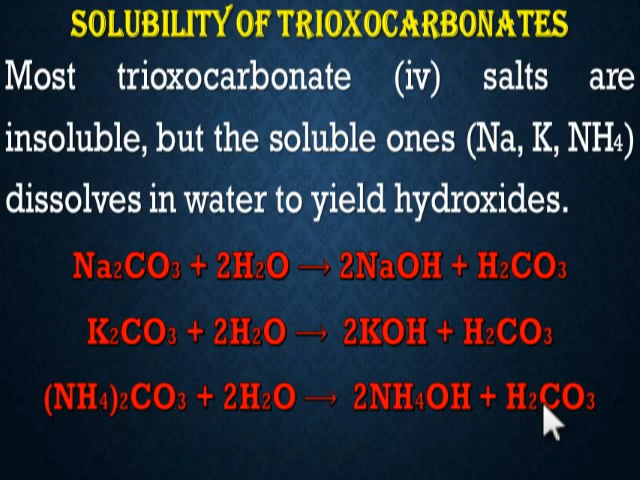 SOLUBILITY OF TRIOXOCARBONATES
Most trioxocarbonate (iv) salts are
insoluble, but the soluble ones (Na, K, NH4)
dissolves in water to yield hydroxides.
Na2CO3 + 2H2O → 2NaOH + H2CO3
K2CO3 + 2H2O → 2KOH + H2CO3
(NH4)2CO3 + 2H2O → 2NH4OH + H2CO3